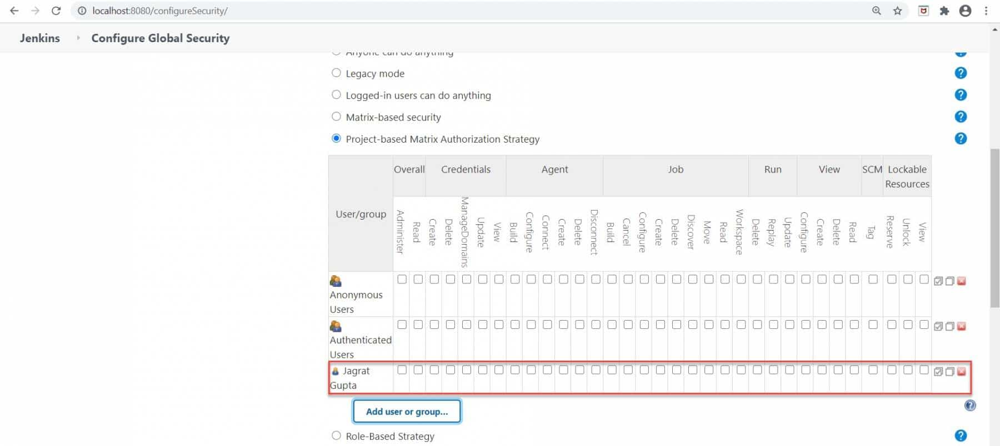 localhost:8080/configureSecurity/
Jenkins Configure Global Security
Anyone can do anything
Legacy mode
Logged-in users can do anything
Matrix-based security
Project-based Matrix Authorization Strategy
User/group Overall Credentials Agent Job Run View SCM Lockable
Resources
Administer Read Create Delete ManageDomains Update View Build Configure Connect Create Delete Disconnect Build Cancel Configure Create Delete Discover Move Read Workspace Delete Replay Update Configure Create Delete Read Tag Reserve Unlock View
Anonymous
Users
Authenticated
Users
Jagrat
Gupta
Add user or group...
Role-Based Strategy